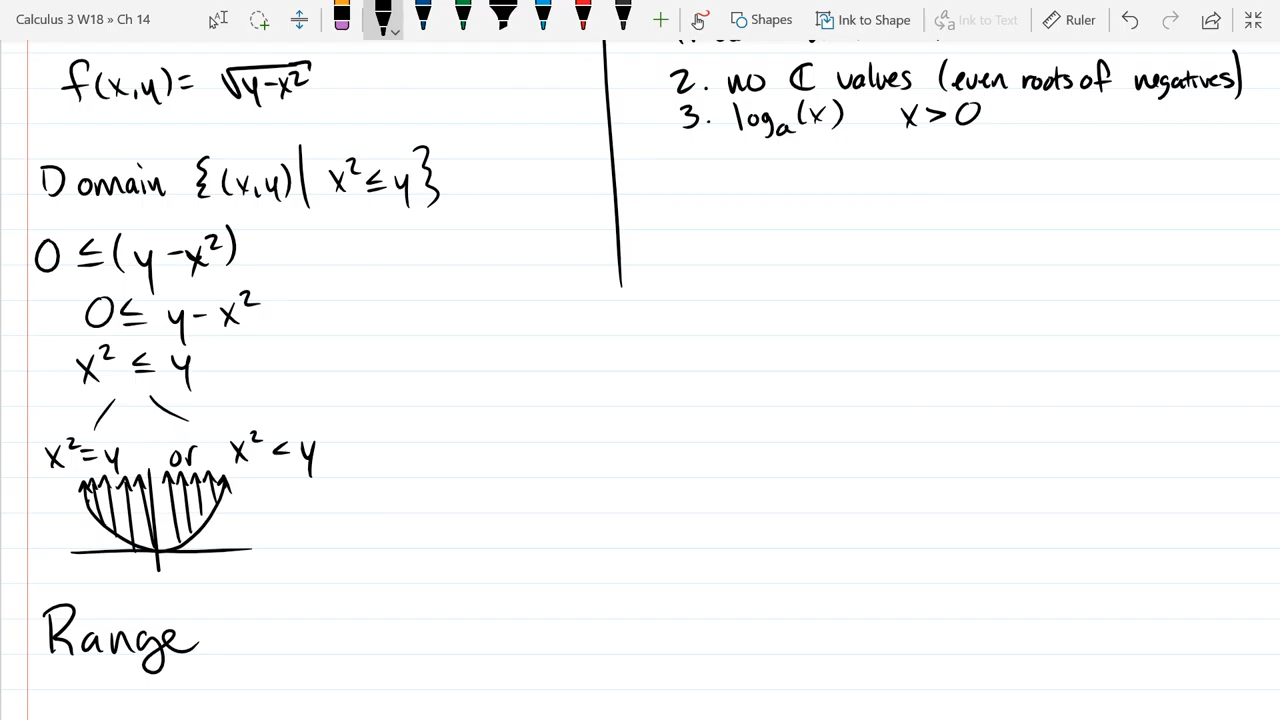 Calculus 3 W18 » Ch 14
Shapes
Ink to Shape
Ink to Text
Ruler
f(x,y) = √(y-x²)
Domain {(x,y) | x² ≤ y}
0 ≤ (y - x²)
0 ≤ y - x²
x² ≤ y
x² = y or x² < y
Range
2. no ℂ values (even roots of negatives)
3. logₐ(x) x > 0